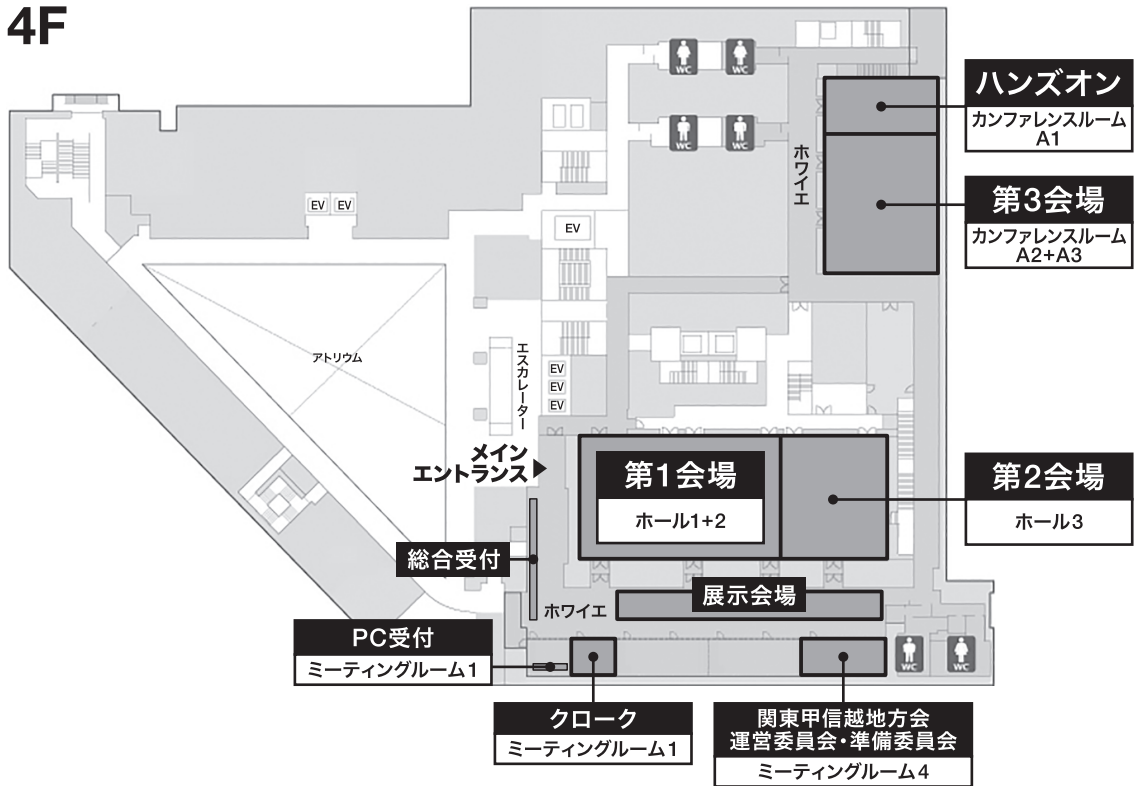 4F
WC
WC
WC
WC
ハンズオン
カンファレンスルーム
A1
ホワイエ
第3会場
カンファレンスルーム
A2+A3
EV
EV
EV
アトリウム
エスカレーター
EV
EV
EV
メイン
エントランス
第1会場
ホール1+2
第2会場
ホール3
総合受付
展示会場
ホワイエ
PC受付
ミーティングルーム1
WC
WC
クローク
ミーティングルーム1
関東甲信越地方会
運営委員会・準備委員会
ミーティングルーム4